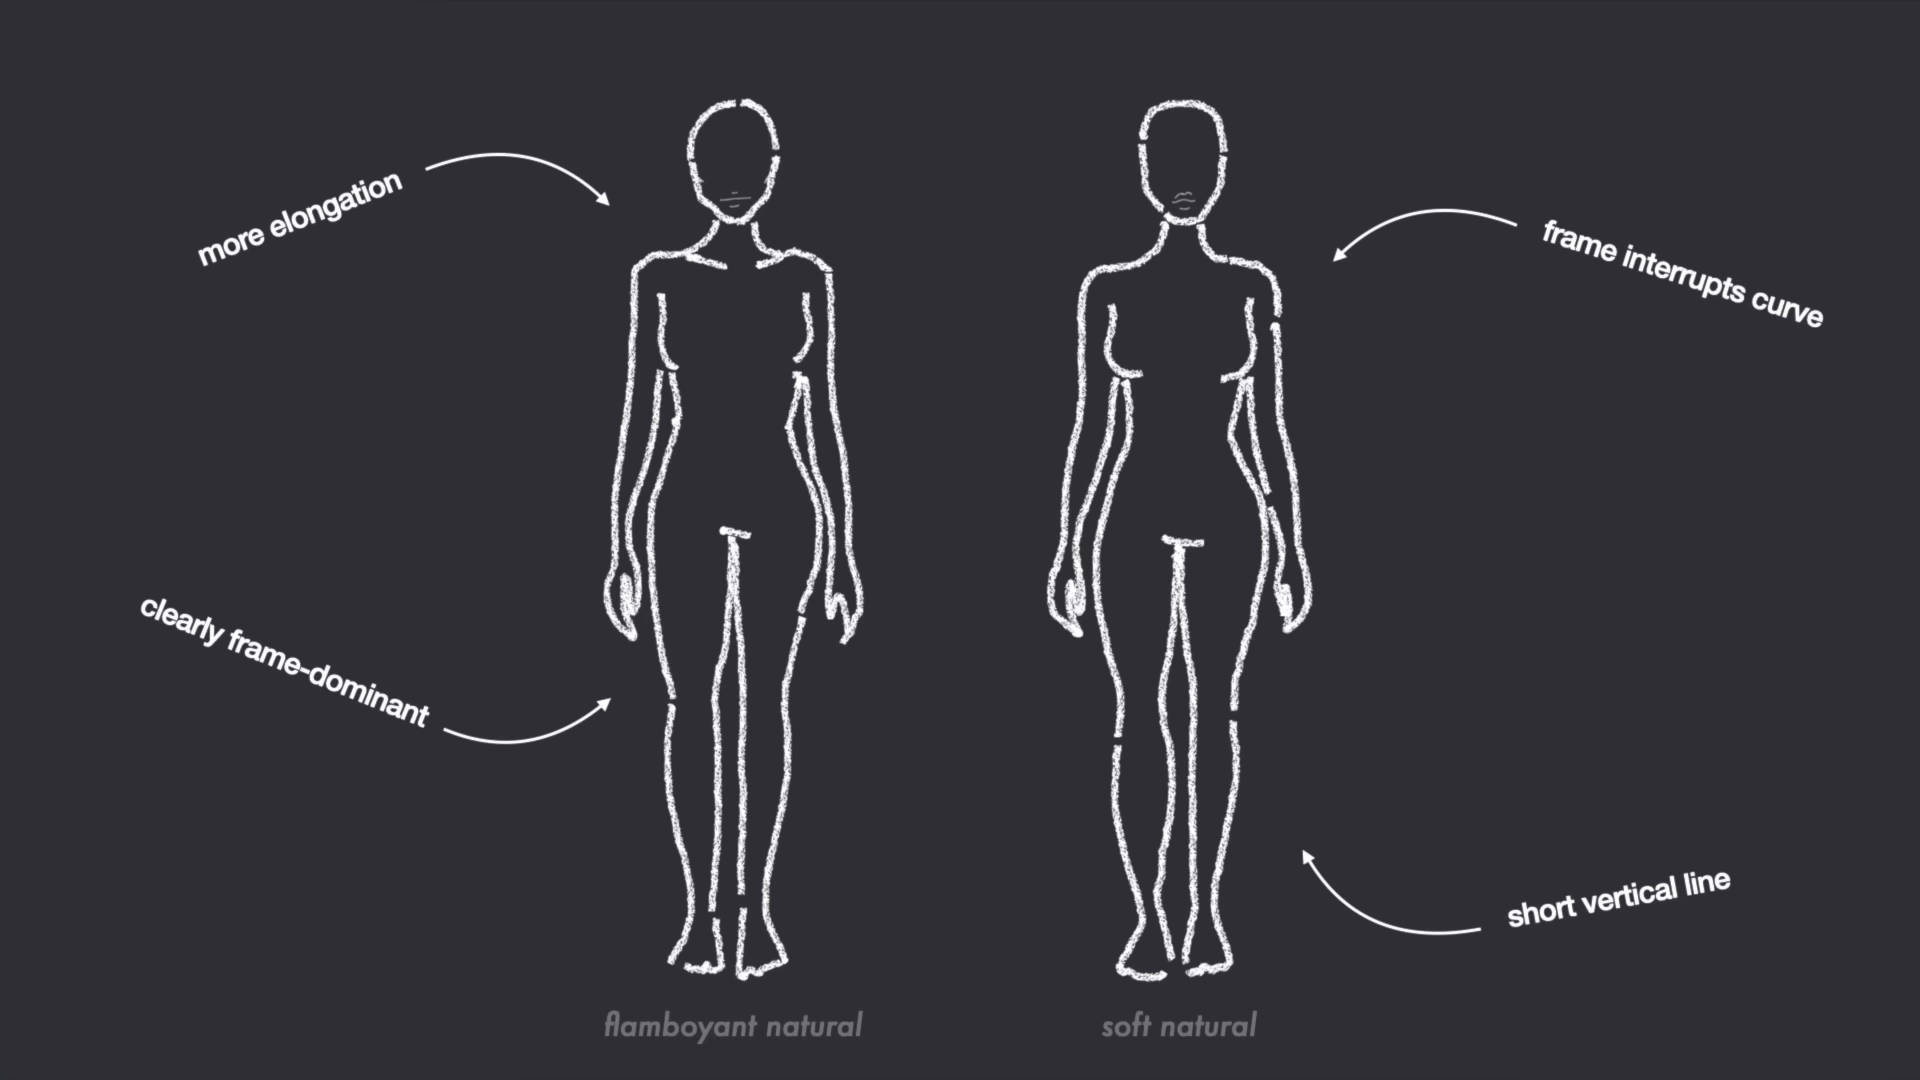 more elongation
frame interrupts curve
clearly frame-dominant
short vertical line
flamboyant natural
soft natural